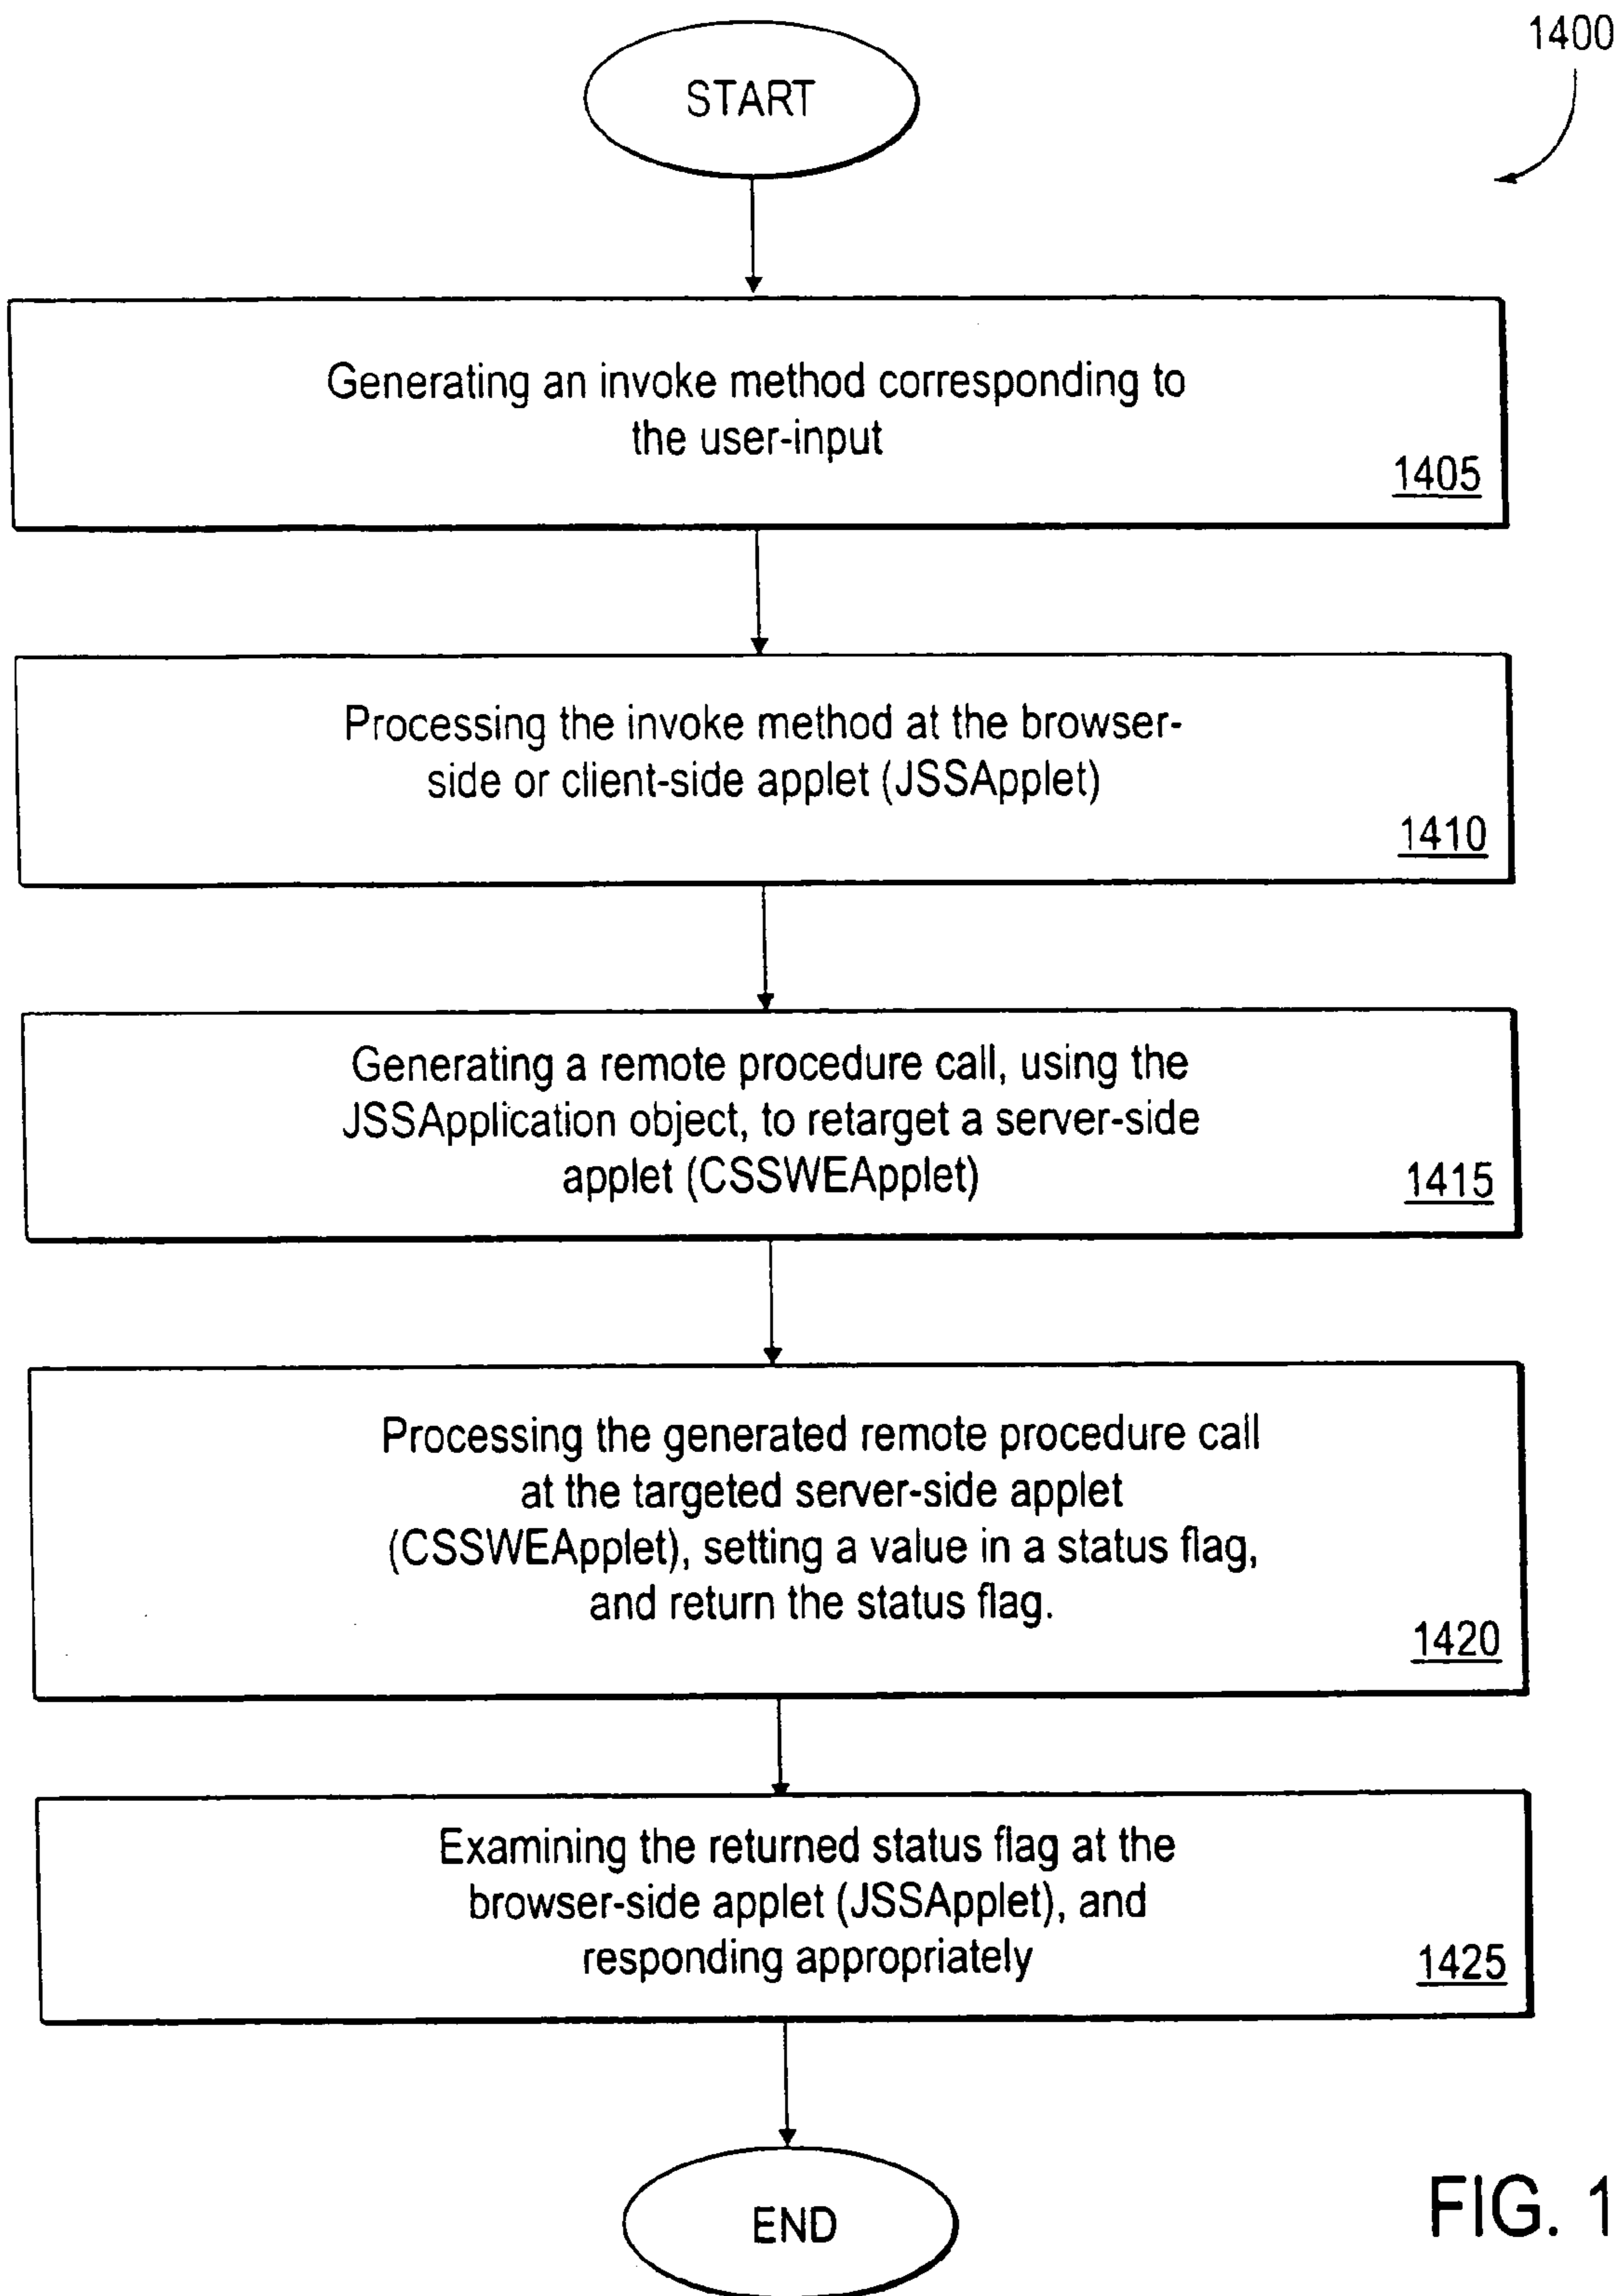 1400
START
Generating an invoke method corresponding to
the user-input
1405
Processing the invoke method at the browser-
side or client-side applet (JSSApplet)
1410
Generating a remote procedure call, using the
JSSApplication object, to retarget a server-side
applet (CSSWEApplet)
1415
Processing the generated remote procedure call
at the targeted server-side applet
(CSSWEApplet), setting a value in a status flag,
and return the status flag.
1420
Examining the returned status flag at the
browser-side applet (JSSApplet), and
responding appropriately
1425
END
FIG. 1